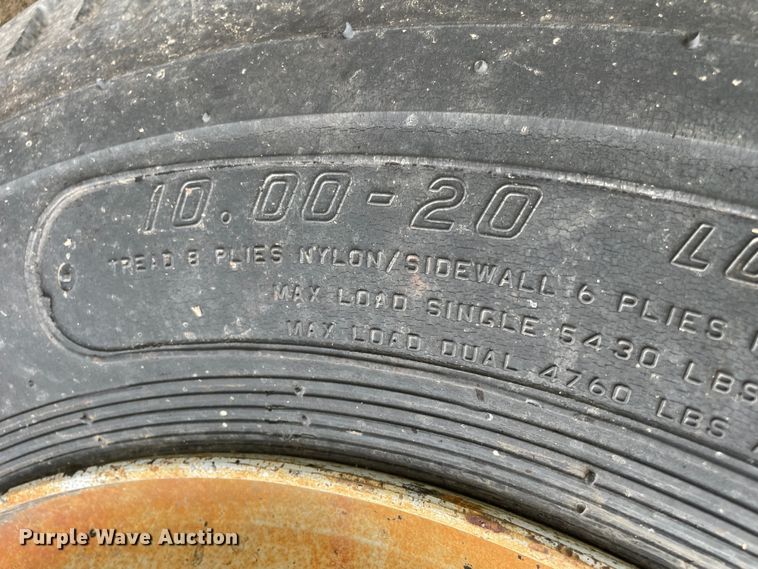 10.00-20 LO
TREAD 8 PLIES NYLON/SIDEWALL 6 PLIES
MAX LOAD SINGLE 5430 LBS
MAX LOAD DUAL 4760 LBS A
Purple Wave Auction